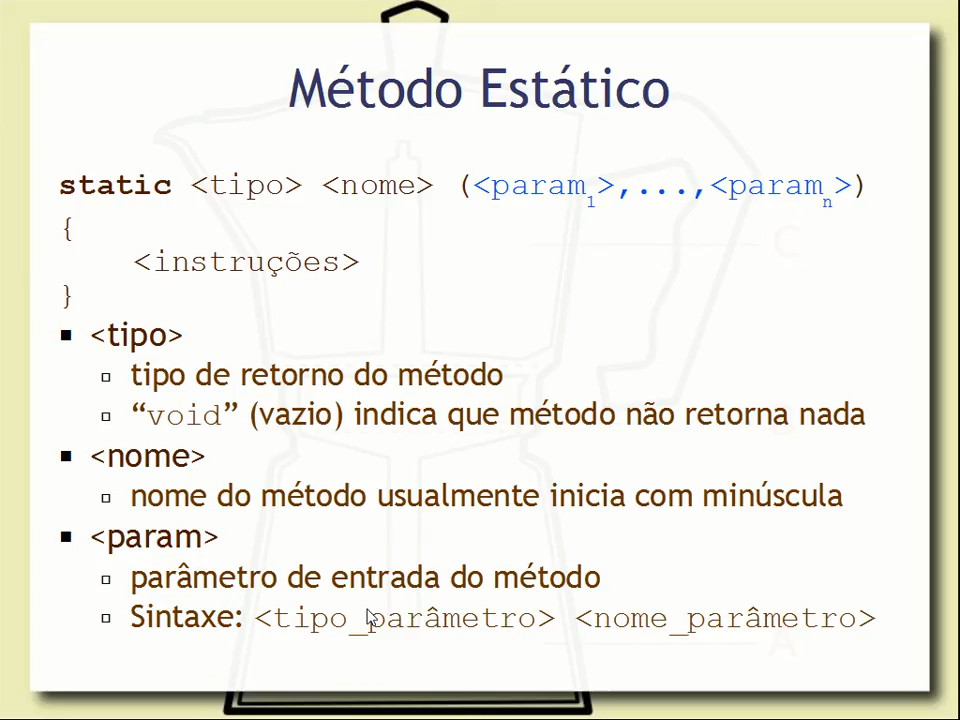 Método Estático
static <tipo> <nome> (<param1>,...,<paramn>)
{
<instruções>
}
<tipo>
tipo de retorno do método
“void” (vazio) indica que método não retorna nada
<nome>
nome do método usualmente inicia com minúscula
<param>
parâmetro de entrada do método
Sintaxe: <tipo_parâmetro> <nome_parâmetro>